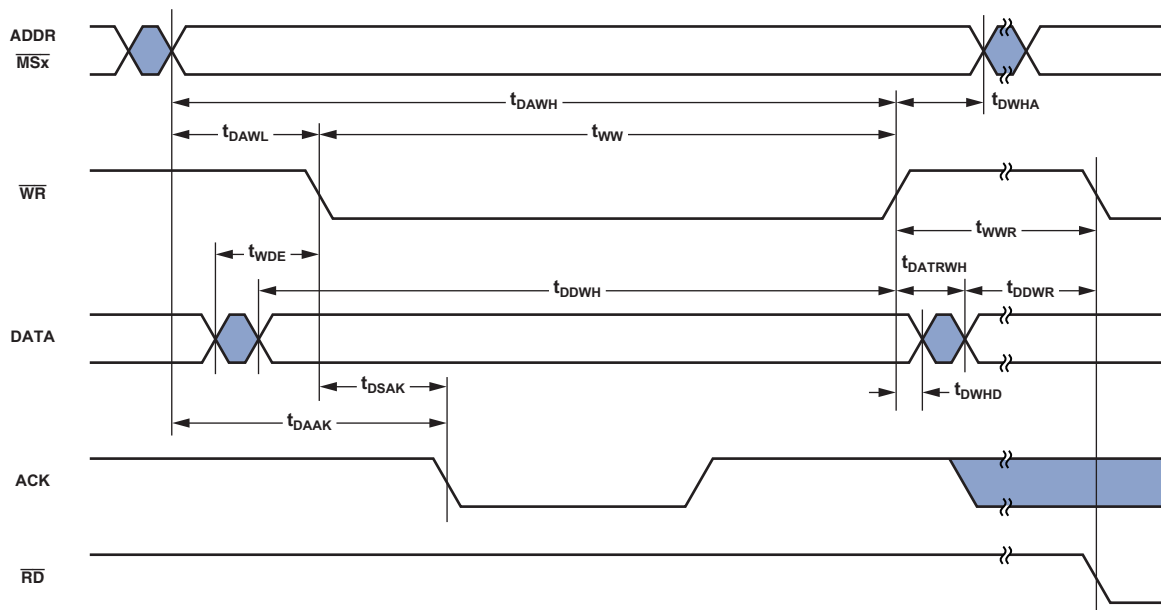 ADDR
MSx
tDAWH
tDWHA
tDAWL
tWW
WR
tWWR
tWDE
tDATRWH
tDDWH
tDDWR
DATA
tDSAK
tDWHD
tDAAK
ACK
RD